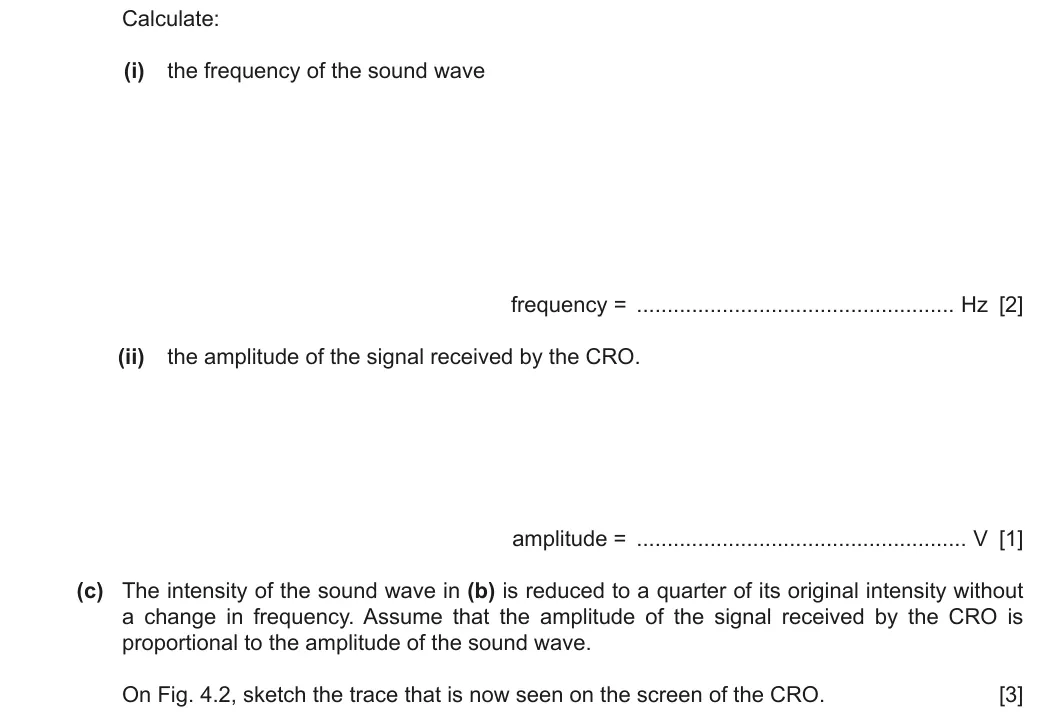 Calculate:
(i) the frequency of the sound wave
frequency = .................................................... Hz [2]
(ii) the amplitude of the signal received by the CRO.
amplitude = ...................................................... V [1]
(c) The intensity of the sound wave in (b) is reduced to a quarter of its original intensity without
a change in frequency. Assume that the amplitude of the signal received by the CRO is
proportional to the amplitude of the sound wave.
On Fig. 4.2, sketch the trace that is now seen on the screen of the CRO. [3]